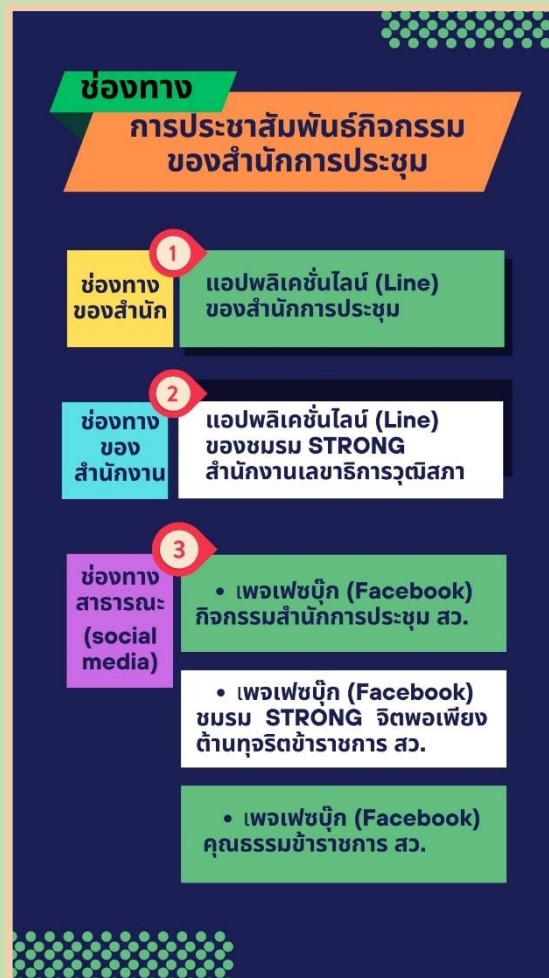 ช่องทาง
การประชาสัมพันธ์กิจกรรม
ของสำนักการประชุม
1
ช่องทาง
ของสำนัก
แอปพลิเคชั่นไลน์ (Line)
ของสำนักการประชุม
2
ช่องทาง
ของ
สำนักงาน
แอปพลิเคชั่นไลน์ (Line)
ของชมรม STRONG
สำนักงานเลขาธิการวุฒิสภา
3
ช่องทาง
สาธารณะ
(social
media)
• เพจเฟซบุ๊ก (Facebook)
กิจกรรมสำนักการประชุม สว.
• เพจเฟซบุ๊ก (Facebook)
ชมรม STRONG จิตพอเพียง
ต้านทุจริตข้าราชการ สว.
• เพจเฟซบุ๊ก (Facebook)
คุณธรรมข้าราชการ สว.